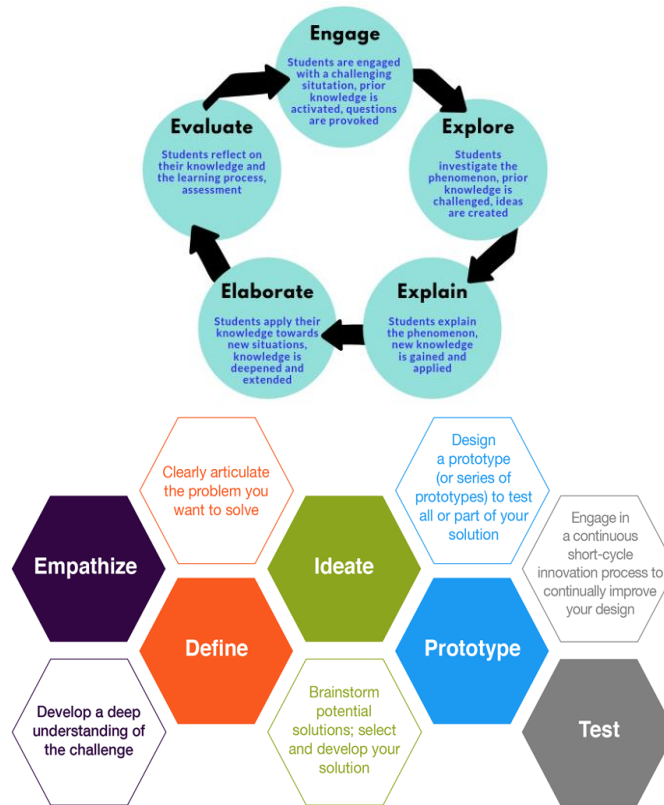 Engage
Students are engaged
with a challenging
situtation, prior
knowledge is
activated, questions
are provoked
Explore
Students
investigate the
phenomenon, prior
knowledge is
challenged, ideas
are created
Explain
Students explain
the phenomenon,
new knowledge
is gained and
applied
Elaborate
Students apply their
knowledge towards
new situations,
knowledge is
deepened and
extended
Evaluate
Students reflect on
their knowledge and
the learning process,
assessment
Empathize
Develop a deep
understanding of
the challenge
Clearly articulate
the problem you
want to solve
Define
Ideate
Brainstorm
potential
solutions; select
and develop your
solution
Design
a prototype
(or series of
prototypes) to test
all or part of your
solution
Prototype
Engage in
a continuous
short-cycle
innovation process to
continually improve
your design
Test